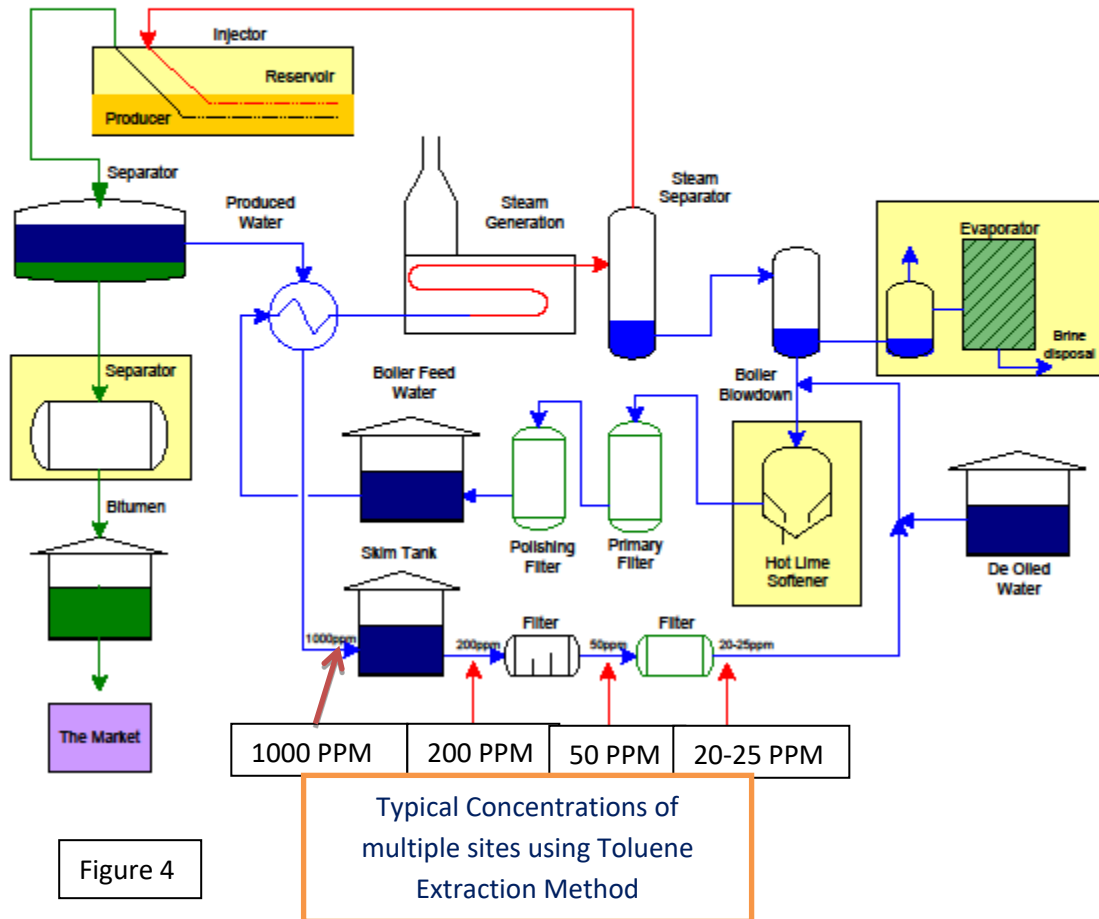 Injector
Reservoir
Producer
Separator
Produced
Water
Steam
Generation
Steam
Separator
Evaporator
Brine
disposal
Separator
Boiler Feed
Water
Boiler
Blowdown
Bitumen
Polishing
Filter
Primary
Filter
Hot Lime
Softener
De Oiled
Water
Skim Tank
Filter
Filter
1000ppm
200ppm
50ppm
20-25ppm
The Market
1000 PPM
200 PPM
50 PPM
20-25 PPM
Typical Concentrations of
multiple sites using Toluene
Extraction Method
Figure 4